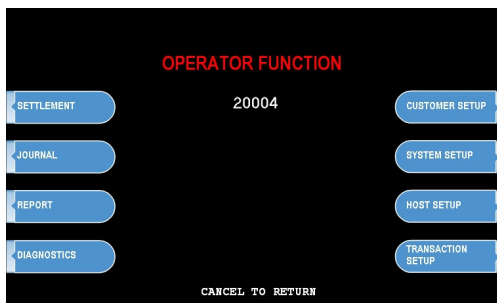 OPERATOR FUNCTION
20004
SETTLEMENT
CUSTOMER SETUP
JOURNAL
SYSTEM SETUP
REPORT
HOST SETUP
DIAGNOSTICS
TRANSACTION
SETUP
CANCEL TO RETURN